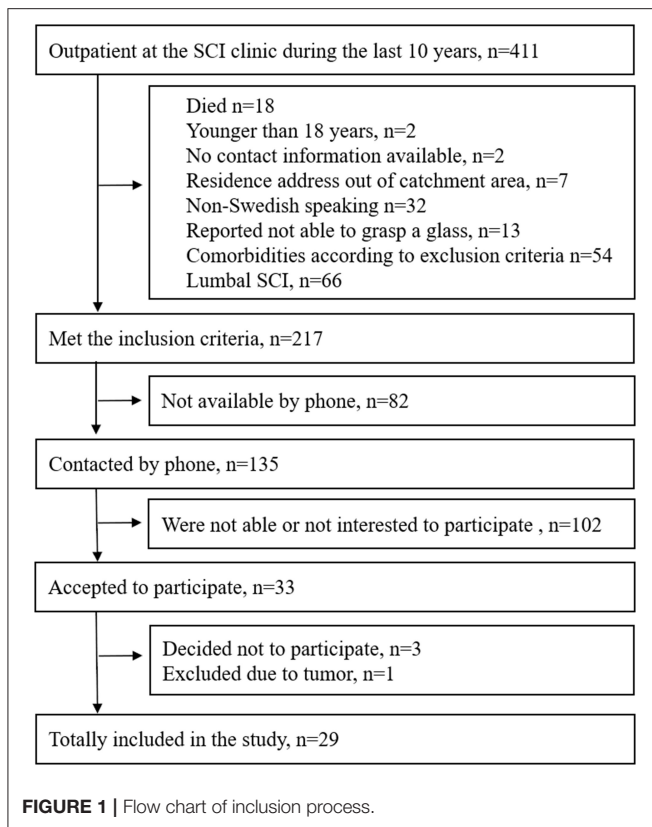 Outpatient at the SCI clinic during the last 10 years, n=411
Died n=18
Younger than 18 years, n=2
No contact information available, n=2
Residence address out of catchment area, n=7
Non-Swedish speaking n=32
Reported not able to grasp a glass, n=13
Comorbidities according to exclusion criteria n=54
Lumbal SCI, n=66
Met the inclusion criteria, n=217
Not available by phone, n=82
Contacted by phone, n=135
Were not able or not interested to participate , n=102
Accepted to participate, n=33
Decided not to participate, n=3
Excluded due to tumor, n=1
Totally included in the study, n=29
FIGURE 1 | Flow chart of inclusion process.